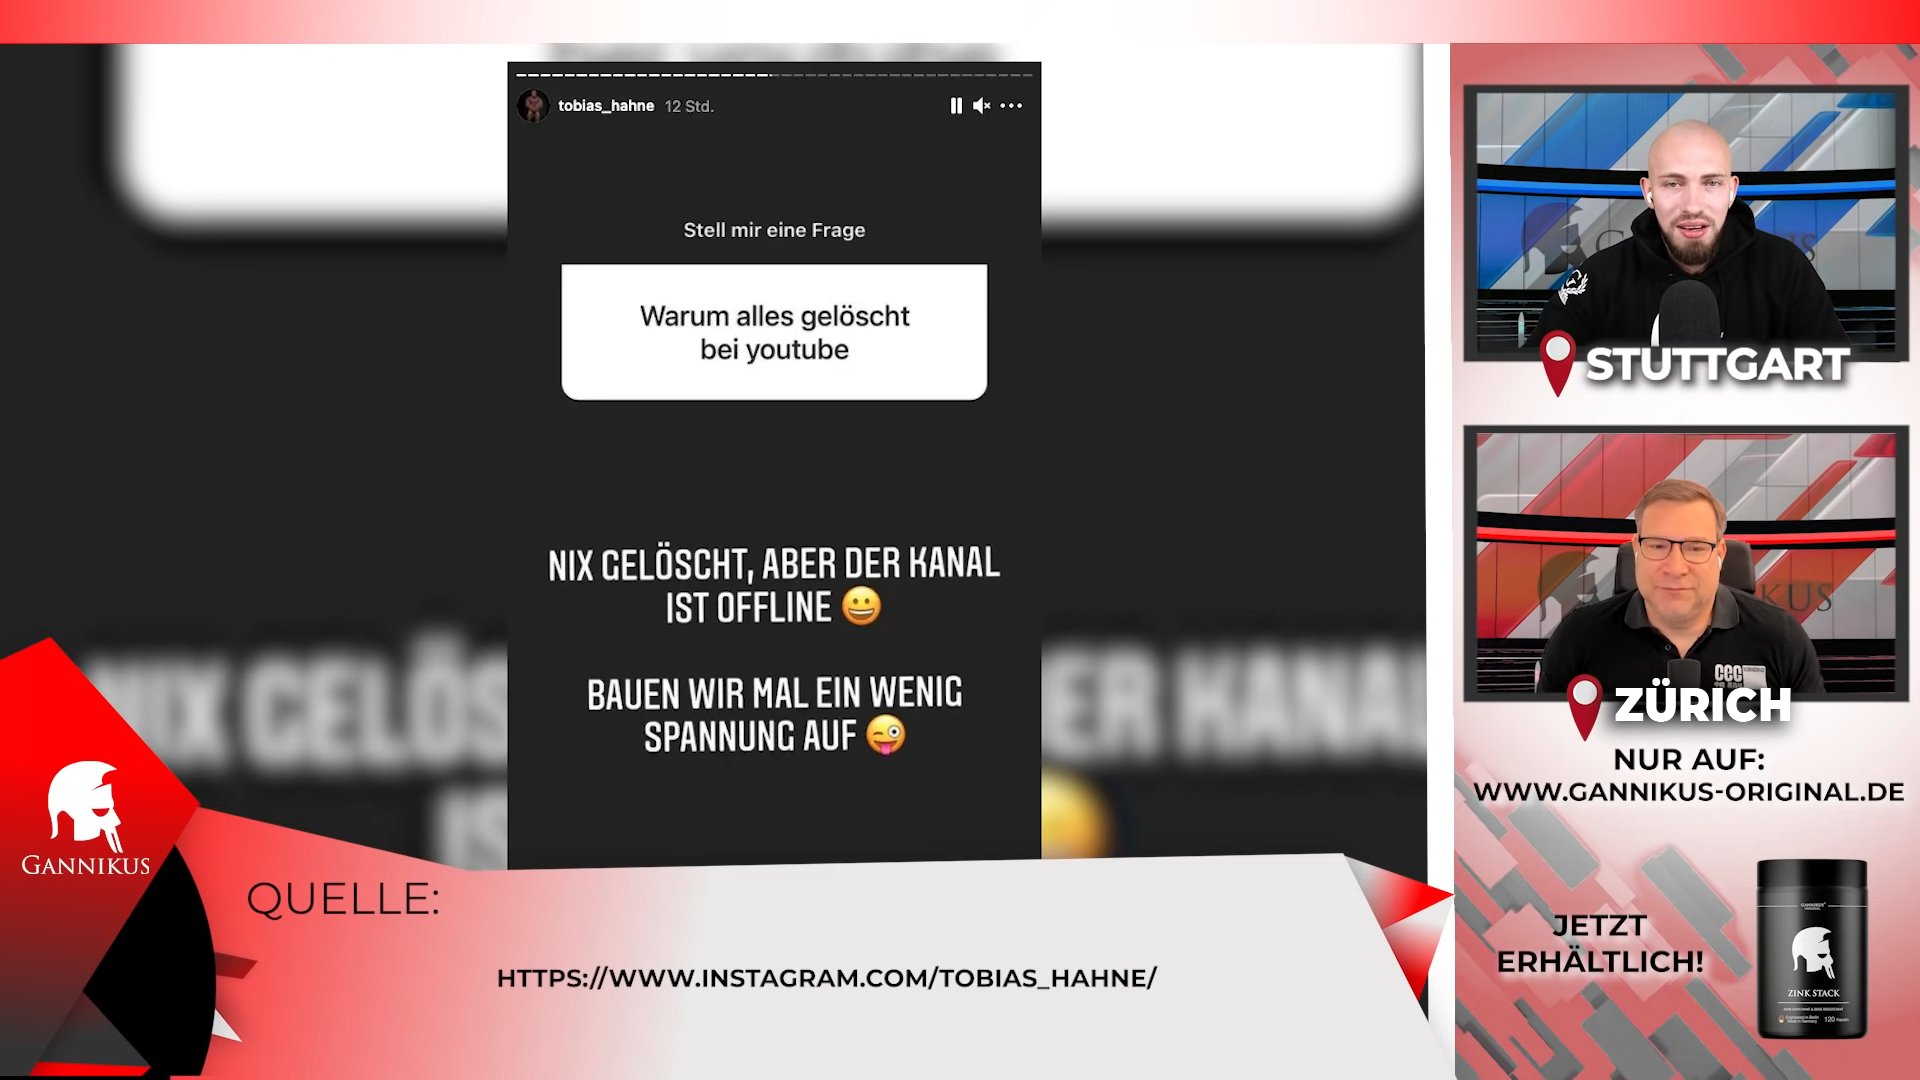 tobias_hahne 12 Std.
Stell mir eine Frage
Warum alles gelöscht
bei youtube
NIX GELÖSCHT, ABER DER KANAL
IST OFFLINE 😀
BAUEN WIR MAL EIN WENIG
SPANNUNG AUF 😜
GANNIKUS
QUELLE:
HTTPS://WWW.INSTAGRAM.COM/TOBIAS_HAHNE/
STUTTGART
ZÜRICH
NUR AUF:
WWW.GANNIKUS-ORIGINAL.DE
JETZT
ERHÄLTLICH!
ZINK STACK